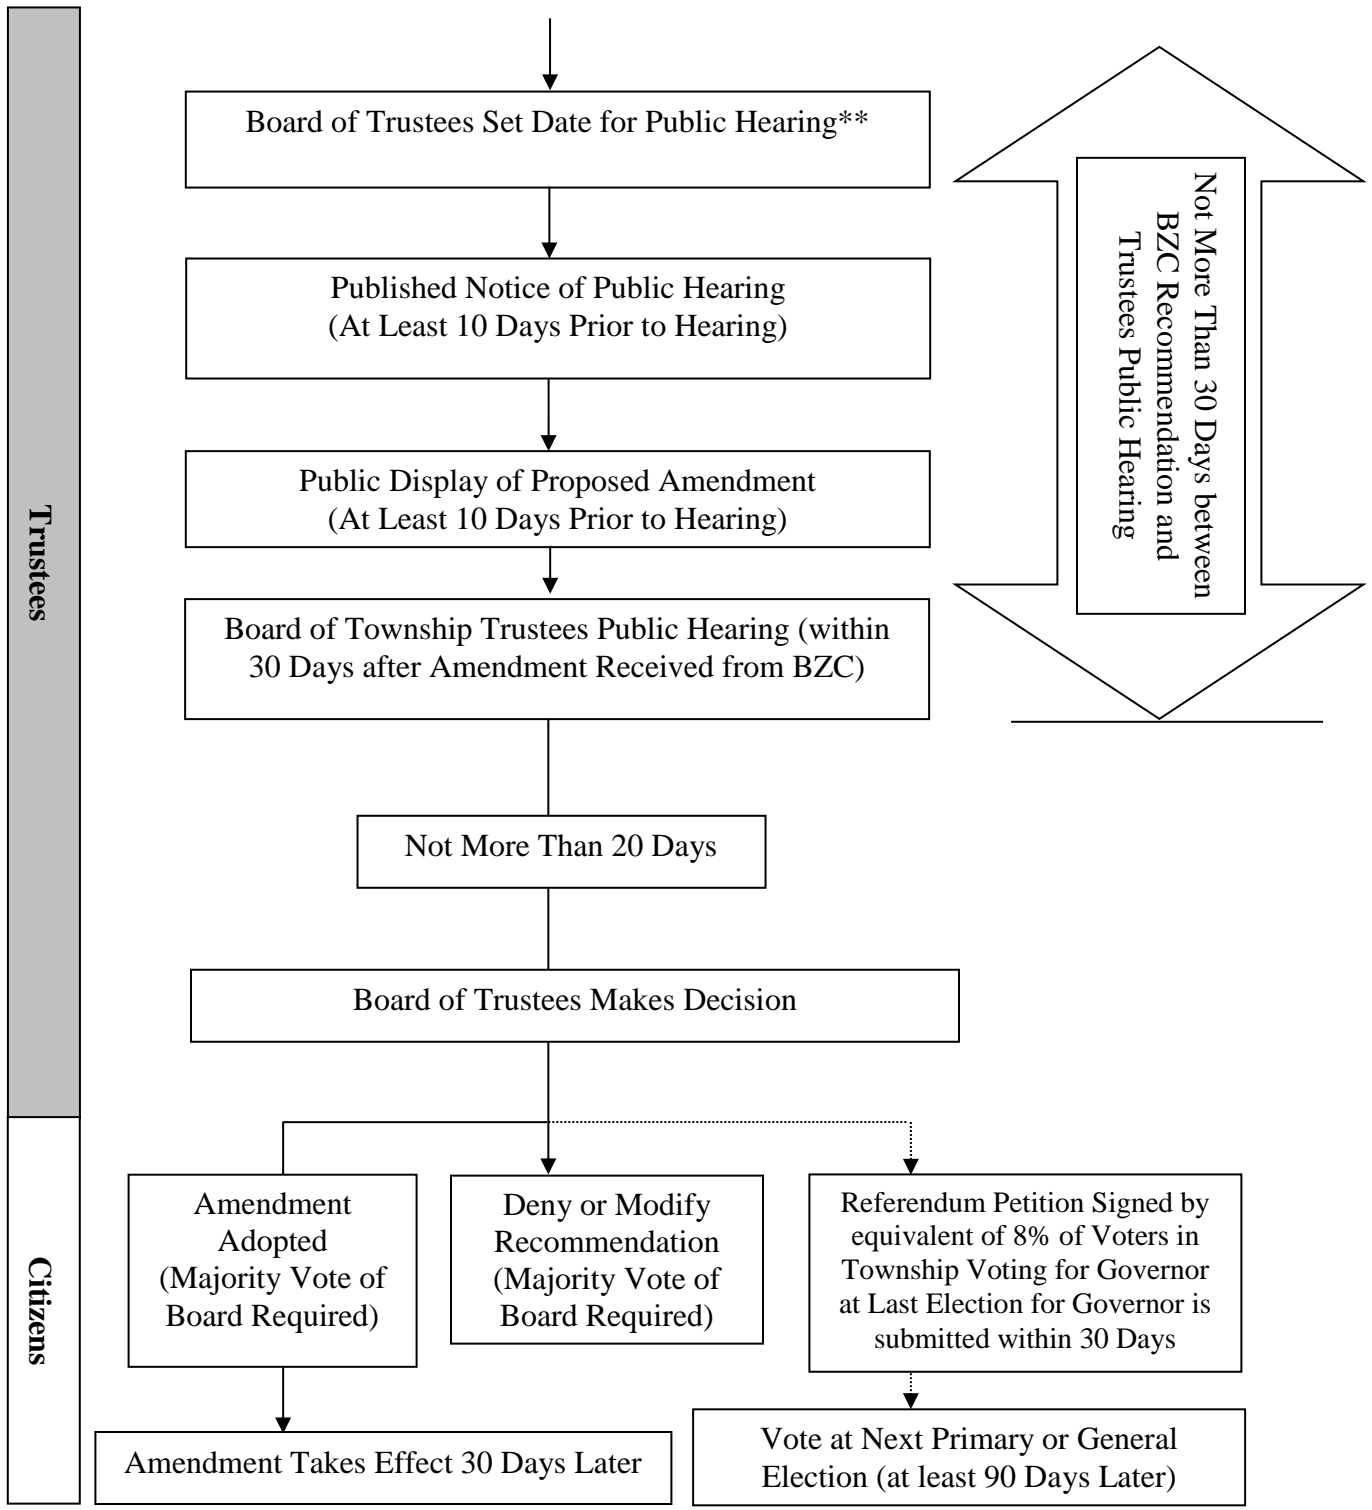 Board of Trustees Set Date for Public Hearing**
Not More Than 30 Days between
BZC Recommendation and
Trustees Public Hearing
Published Notice of Public Hearing
(At Least 10 Days Prior to Hearing)
Public Display of Proposed Amendment
(At Least 10 Days Prior to Hearing)
Trustees
Board of Township Trustees Public Hearing (within
30 Days after Amendment Received from BZC)
Not More Than 20 Days
Board of Trustees Makes Decision
Citizens
Amendment
Adopted
(Majority Vote of
Board Required)
Deny or Modify
Recommendation
(Majority Vote of
Board Required)
Referendum Petition Signed by
equivalent of 8% of Voters in
Township Voting for Governor
at Last Election for Governor is
submitted within 30 Days
Amendment Takes Effect 30 Days Later
Vote at Next Primary or General
Election (at least 90 Days Later)